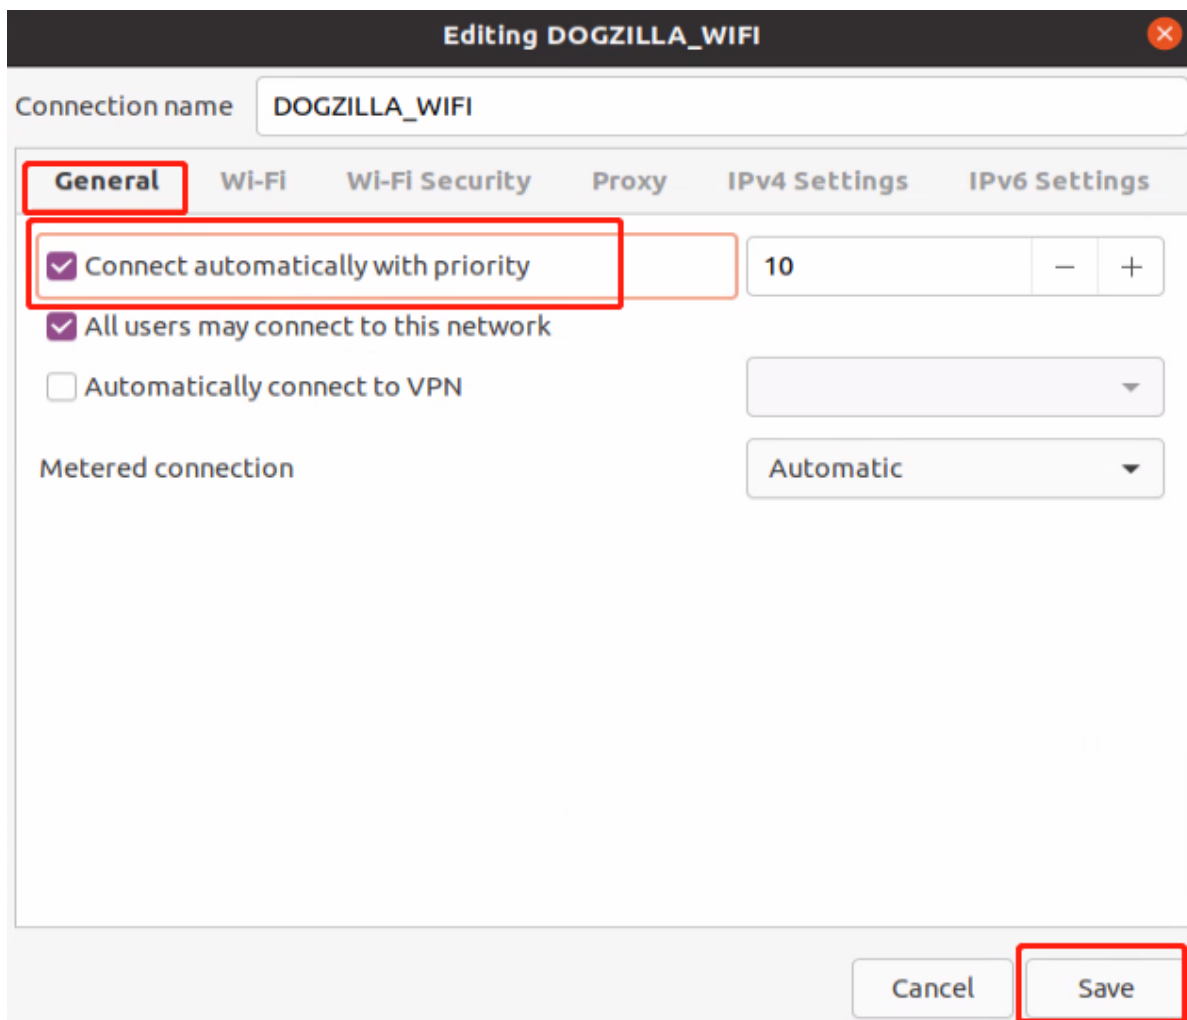 Editing DOGZILLA_WIFI
Connection name DOGZILLA_WIFI
General Wi-Fi Wi-Fi Security Proxy IPv4 Settings IPv6 Settings
Connect automatically with priority 10 − +
All users may connect to this network
Automatically connect to VPN
Metered connection Automatic
Cancel Save